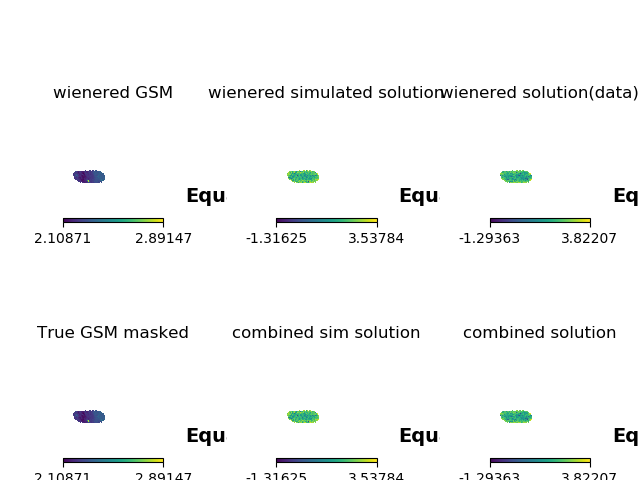 wienered GSM wienered simulated solution wienered solution(data)
Equ Equ Eq
2.10871 2.89147 -1.31625 3.53784 -1.29363 3.82207
True GSM masked combined sim solution combined solution
Equ Equ Eq
2.10871 2.89147 -1.31625 3.53784 -1.29363 3.82207